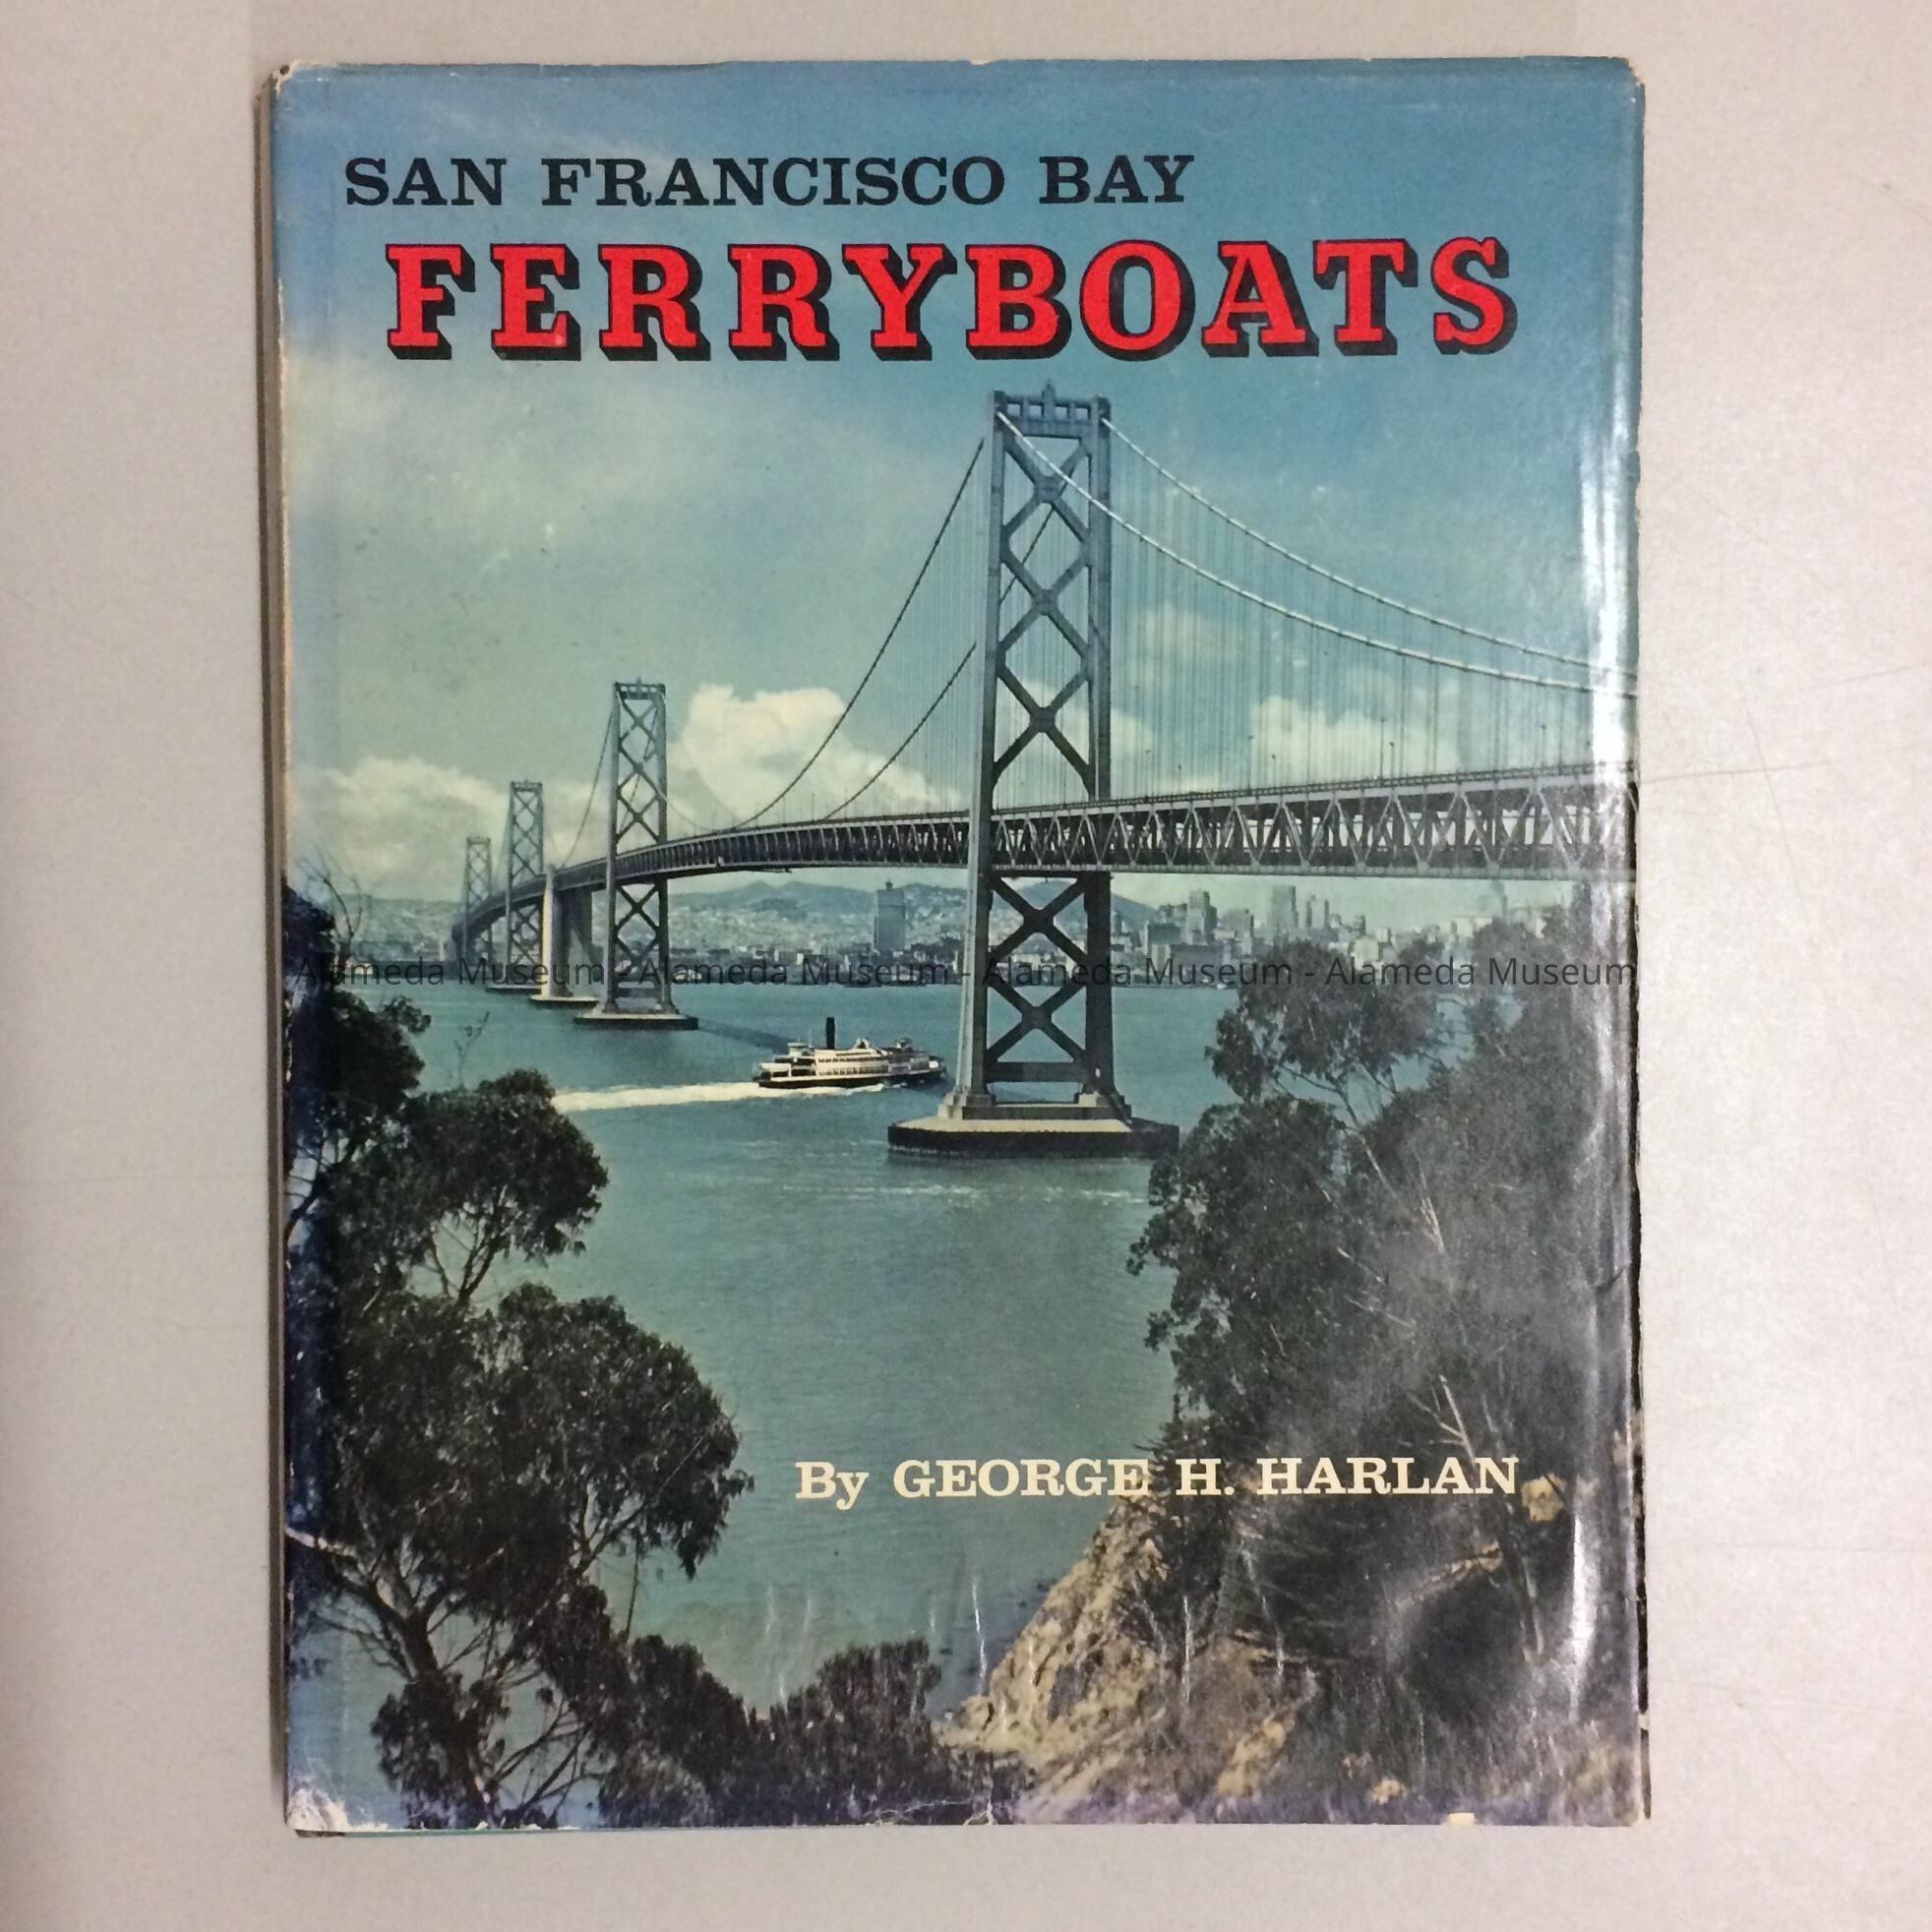 SAN FRANCISCO BAY
FERRYBOATS
Alameda Museum - Alameda Museum - Alameda Museum - Alameda Museum
By GEORGE H. HARLAN